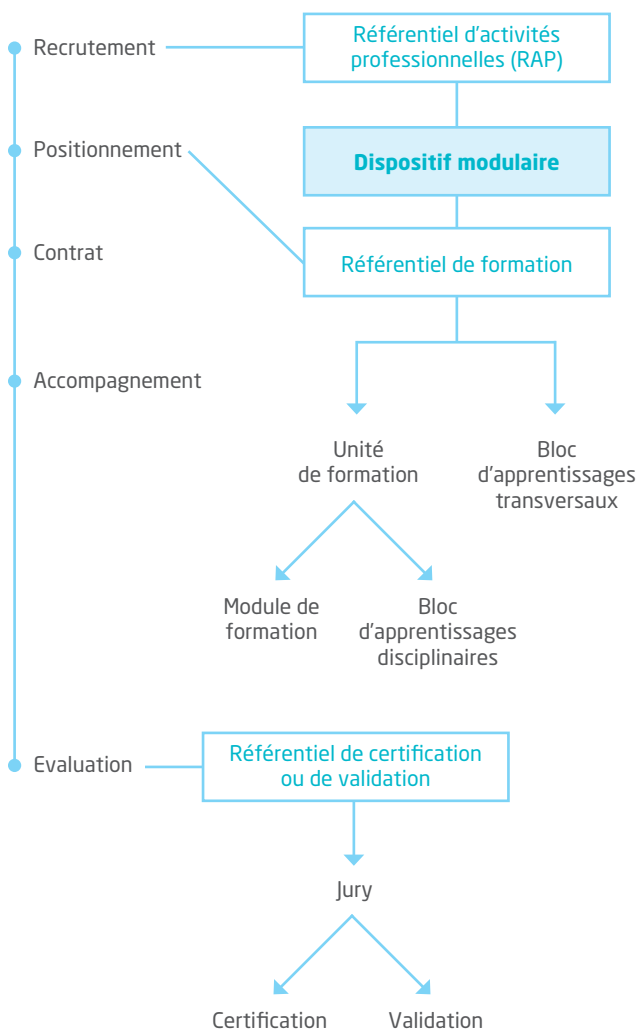 Recrutement
Référentiel d'activités
professionnelles (RAP)
Positionnement
Dispositif modulaire
Contrat
Référentiel de formation
Accompagnement
Unité
de formation
Bloc
d'apprentissages
transversaux
Module de
formation
Bloc
d'apprentissages
disciplinaires
Evaluation
Référentiel de certification
ou de validation
Jury
Certification
Validation